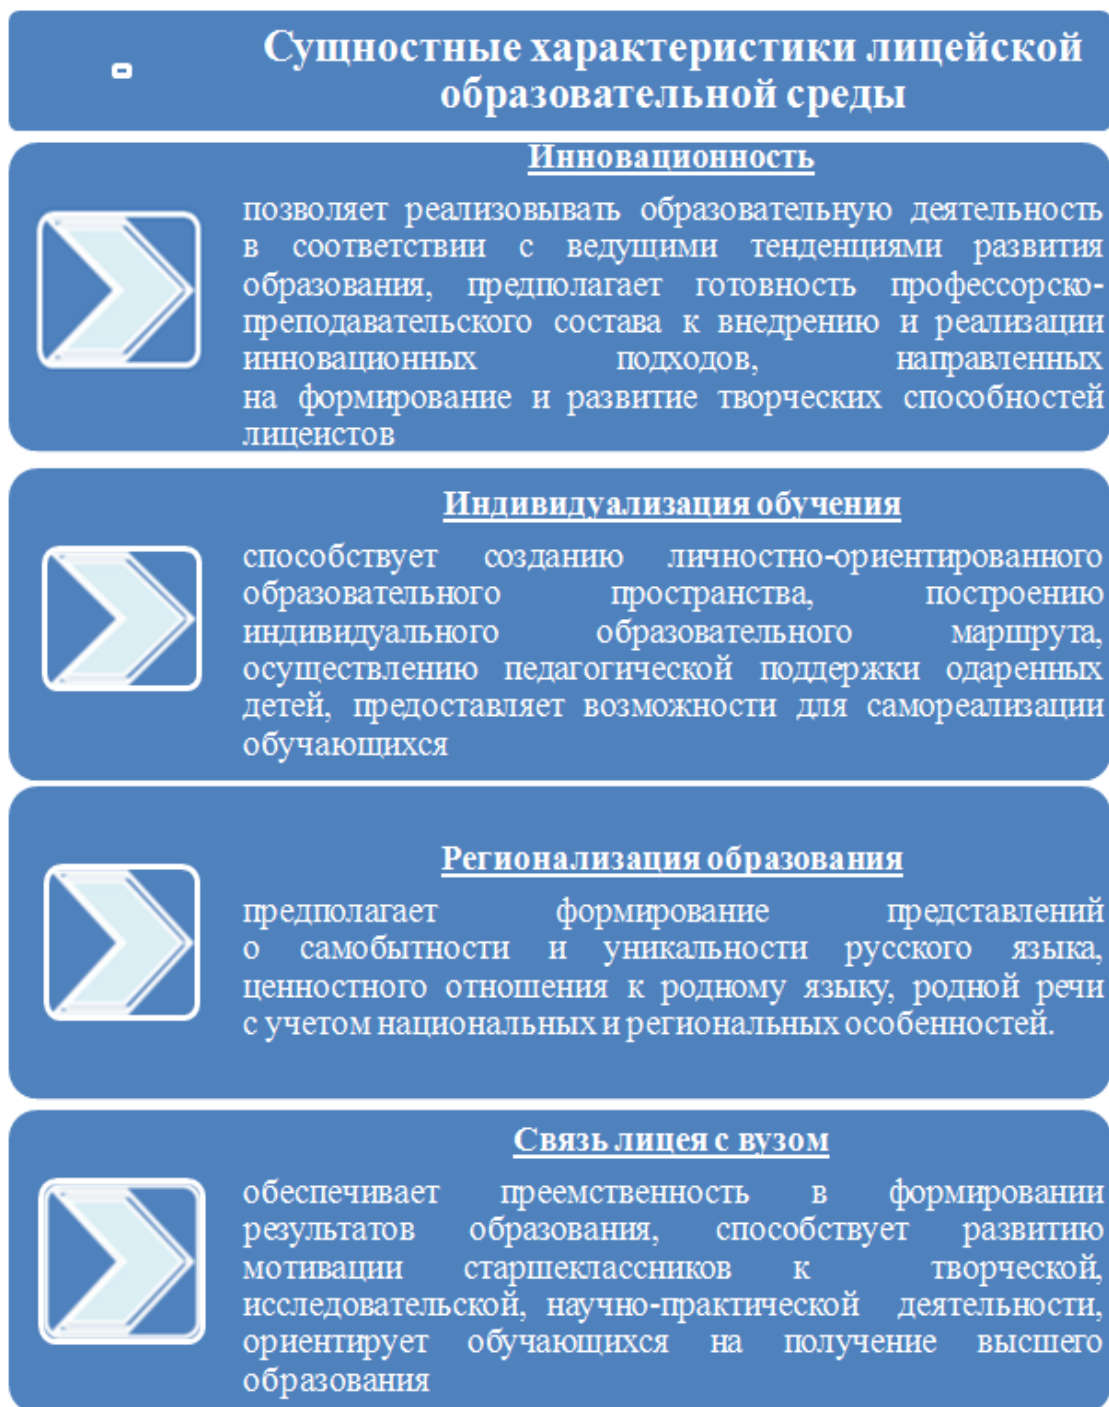 Сущностные характеристики лицейской
образовательной среды
Инновационность
позволяет реализовывать образовательную деятельность
в соответствии с ведущими тенденциями развития
образования, предполагает готовность профессорско-
преподавательского состава к внедрению и реализации
инновационных подходов, направленных
на формирование и развитие творческих способностей
лицеистов
Индивидуализация обучения
способствует созданию личностно-ориентированного
образовательного пространства, построению
индивидуального образовательного маршрута,
осуществлению педагогической поддержки одаренных
детей, предоставляет возможности для самореализации
обучающихся
Регионализация образования
предполагает формирование представлений
о самобытности и уникальности русского языка,
ценностного отношения к родному языку, родной речи
с учетом национальных и региональных особенностей.
Связь лицея с вузом
обеспечивает преемственность в формировании
результатов образования, способствует развитию
мотивации старшеклассников к творческой,
исследовательской, научно-практической деятельности,
ориентирует обучающихся на получение высшего
образования